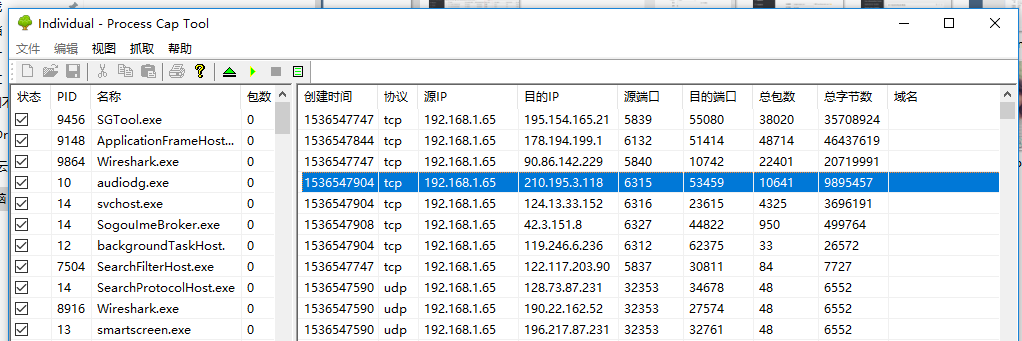 Individual - Process Cap Tool
文件 编辑 视图 抓取 帮助
状态 PID 名称 包数
9456 SGTool.exe 0
9148 ApplicationFrameHost... 0
9864 Wireshark.exe 0
10 audiodg.exe 0
14 svchost.exe 0
14 SogouImeBroker.exe 0
12 backgroundTaskHost. 0
7504 SearchFilterHost.exe 0
14 SearchProtocolHost.exe 0
8916 Wireshark.exe 0
13 smartscreen.exe 0
创建时间 协议 源IP 目的IP 源端口 目的端口 总包数 总字节数 域名
1536547747 tcp 192.168.1.65 195.154.165.21 5839 55080 38020 35708924
1536547844 tcp 192.168.1.65 178.194.199.1 6132 51414 48714 46437619
1536547747 tcp 192.168.1.65 90.86.142.229 5840 10742 22401 20719991
1536547904 tcp 192.168.1.65 210.195.3.118 6315 53459 10641 9895457
1536547904 tcp 192.168.1.65 124.13.33.152 6316 23615 4325 3696191
1536547908 tcp 192.168.1.65 42.3.151.8 6327 44822 950 499764
1536547904 tcp 192.168.1.65 119.246.6.236 6312 62375 33 26572
1536547747 tcp 192.168.1.65 122.117.203.90 5837 30811 84 7727
1536547590 udp 192.168.1.65 128.73.87.231 32353 34678 48 6552
1536547590 udp 192.168.1.65 190.22.162.52 32353 27574 48 6552
1536547590 udp 192.168.1.65 196.217.87.231 32353 32761 48 6552